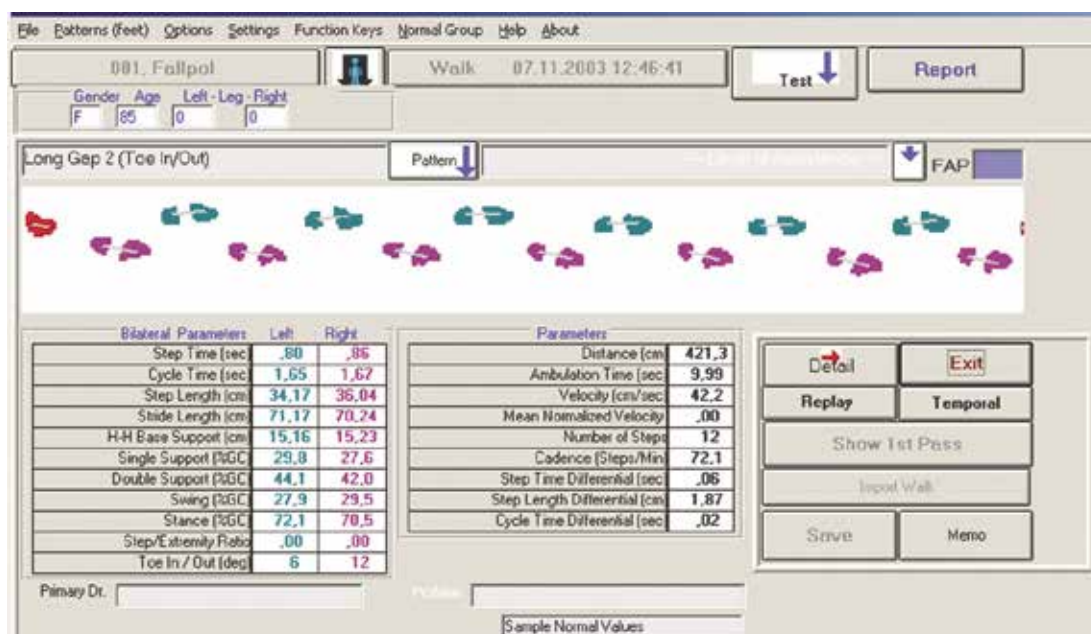 File Patterns (feet) Options Settings Function Keys Normal Group Help About
001, Fallpol Walk 07.11.2003 12:46:41 Test Report
Gender Age Left - Leg - Right
F 85 0 0
Long Gap 2 (Toe In/Out) Pattern FAP
Bilateral Parameters Left Right
Step Time (sec ,80 ,86
Cycle Time (sec) 1,65 1,67
Step Length (cm) 34,17 36,04
Stride Length (cm) 71,17 70,24
H-H Base Support (cm) 15,16 15,23
Single Support (%GC) 29,8 27,6
Double Support (%GC) 44,1 42,0
Swing (%GC) 27,9 29,5
Stance (%GC) 72,1 70,5
Step/Extremity Ratio ,00 ,00
Toe In / Out (deg) 6 12
Parameters
Distance (cm 421,3
Ambulation Time (sec 9,99
Velocity (cm/sec 42,2
Mean Normalized Velocity ,00
Number of Steps 12
Cadence (Steps/Min 72,1
Step Time Differential (sec ,06
Step Length Differential (cm 1,87
Cycle Time Differential (sec ,02
Detail Exit
Replay Temporal
Show 1st Pass
Import Walk
Save Memo
Primary Dr.
Sample Normal Values